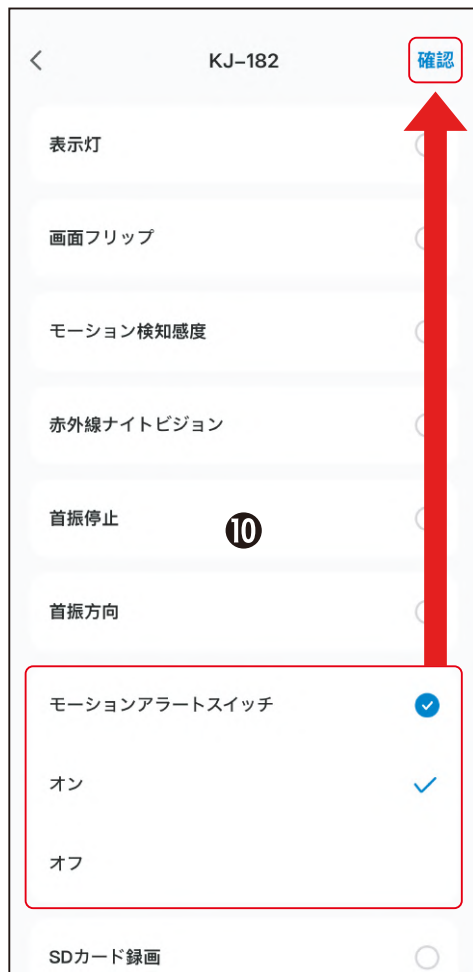 KJ-182
確認
表示灯
画面フリップ
モーション検知感度
赤外線ナイトビジョン
首振停止
❿
首振方向
モーションアラートスイッチ
オン
オフ
SDカード録画